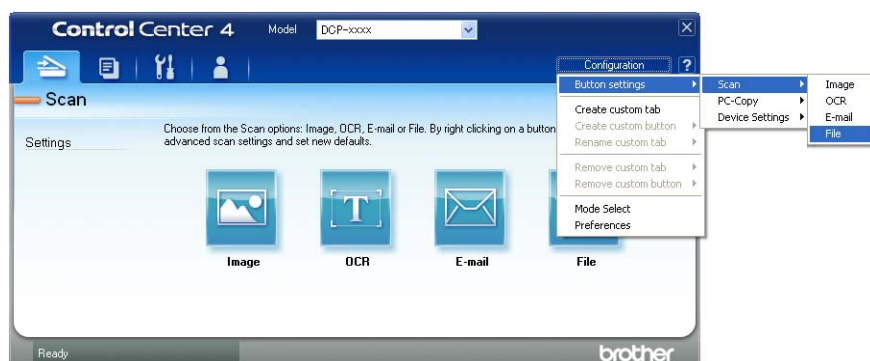 Control Center 4 Model DCP-xxxx
Configuration ?
Button settings Scan Image
Scan
Create custom tab PC-Copy OCR
Create custom button Device Settings E-mail
Rename custom tab File
Settings
Choose from the Scan options: Image, OCR, E-mail or File. By right clicking on a button
advanced scan settings and set new defaults.
Remove custom tab
Remove custom button
Mode Select
Preferences
T
Image OCR E-mail File
Ready brother